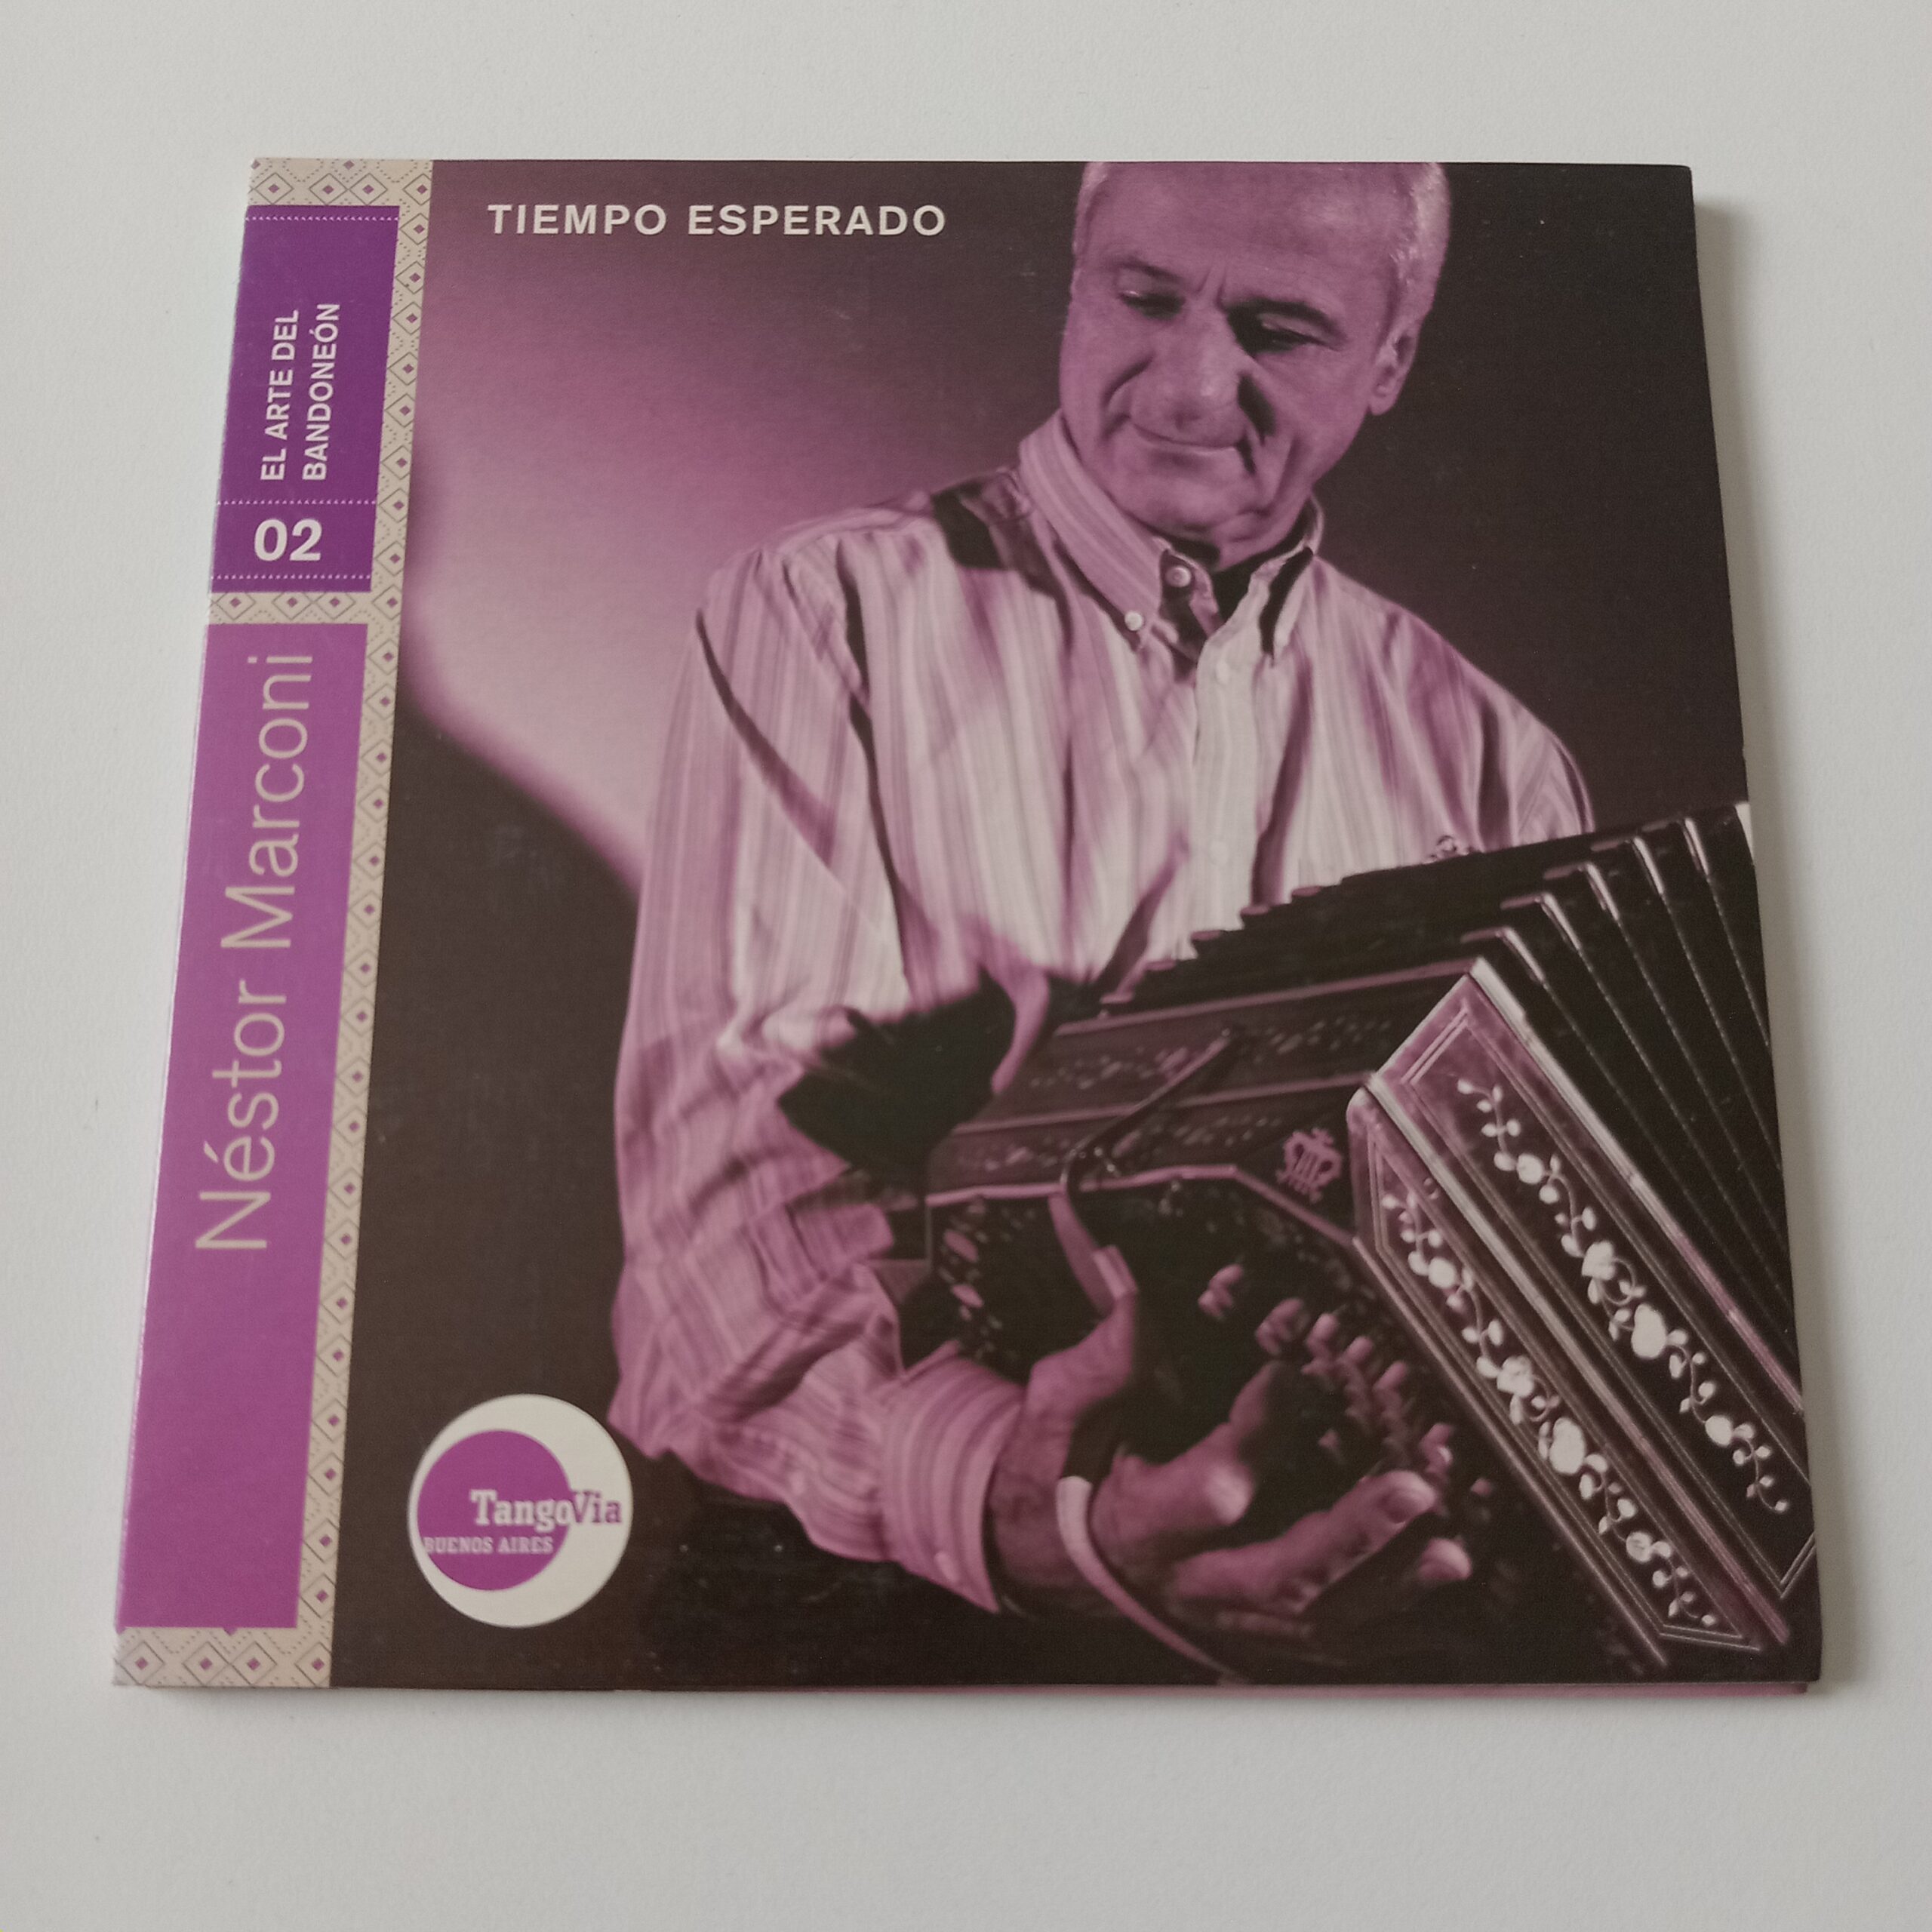 TIEMPO ESPERADO
EL ARTE DEL
BANDONEÓN
02
Néstor Marconi
TangoVia
BUENOS AIRES